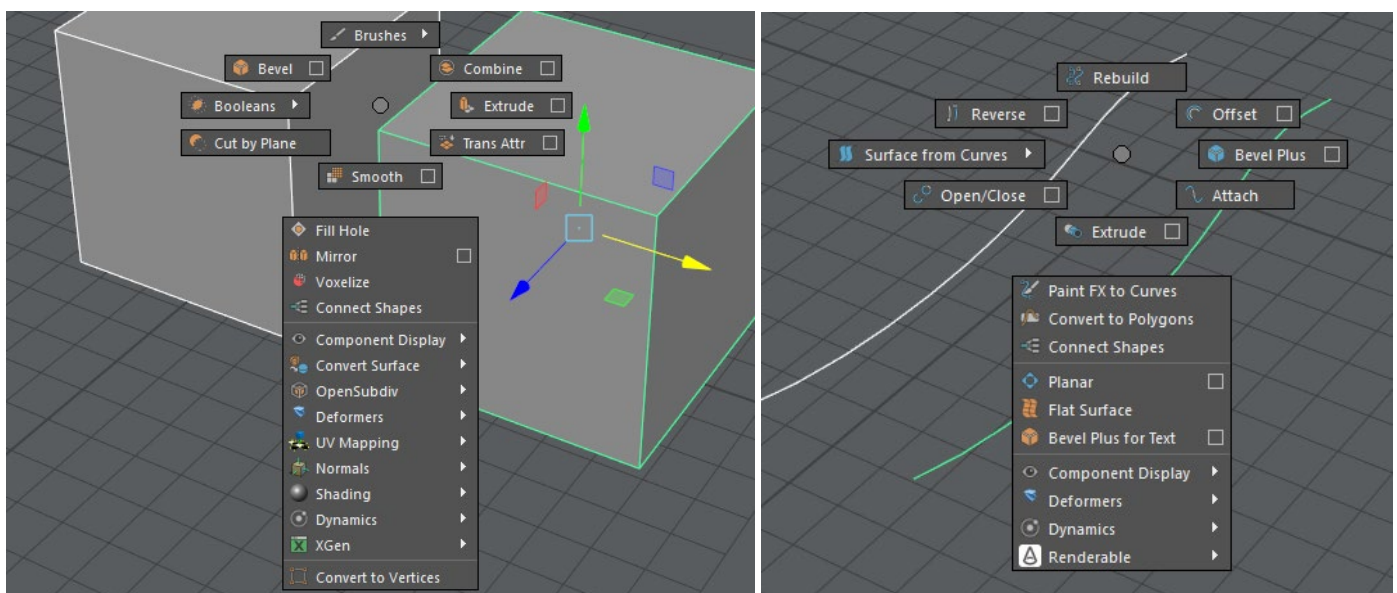 Brushes
Bevel
Combine
Booleans
Extrude
Cut by Plane
Trans Attr
Smooth
Fill Hole
Mirror
Voxelize
Connect Shapes
Component Display
Convert Surface
OpenSubdiv
Deformers
UV Mapping
Normals
Shading
Dynamics
XGen
Convert to Vertices
Rebuild
Reverse
Offset
Surface from Curves
Bevel Plus
Open/Close
Attach
Extrude
Paint FX to Curves
Convert to Polygons
Connect Shapes
Planar
Flat Surface
Bevel Plus for Text
Component Display
Deformers
Dynamics
Renderable